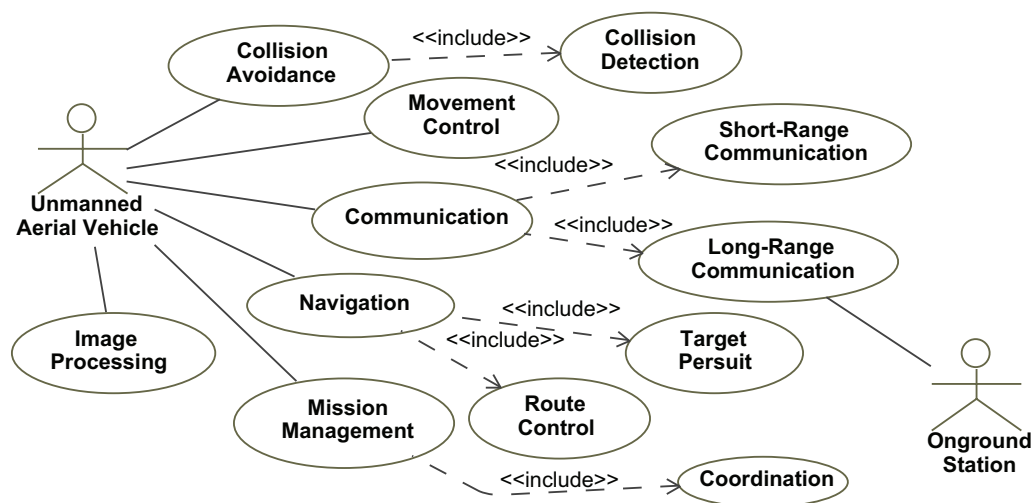 <<include>>
Collision
Avoidance
Collision
Detection
Movement
Control
Short-Range
Communication
<<include>>
Unmanned
Aerial Vehicle
Communication
<<include>>
Long-Range
Communication
Navigation
<<include>>
<<include>>
Image
Processing
Target
Persuit
Mission
Management
Route
Control
Onground
Station
<<include>>
Coordination